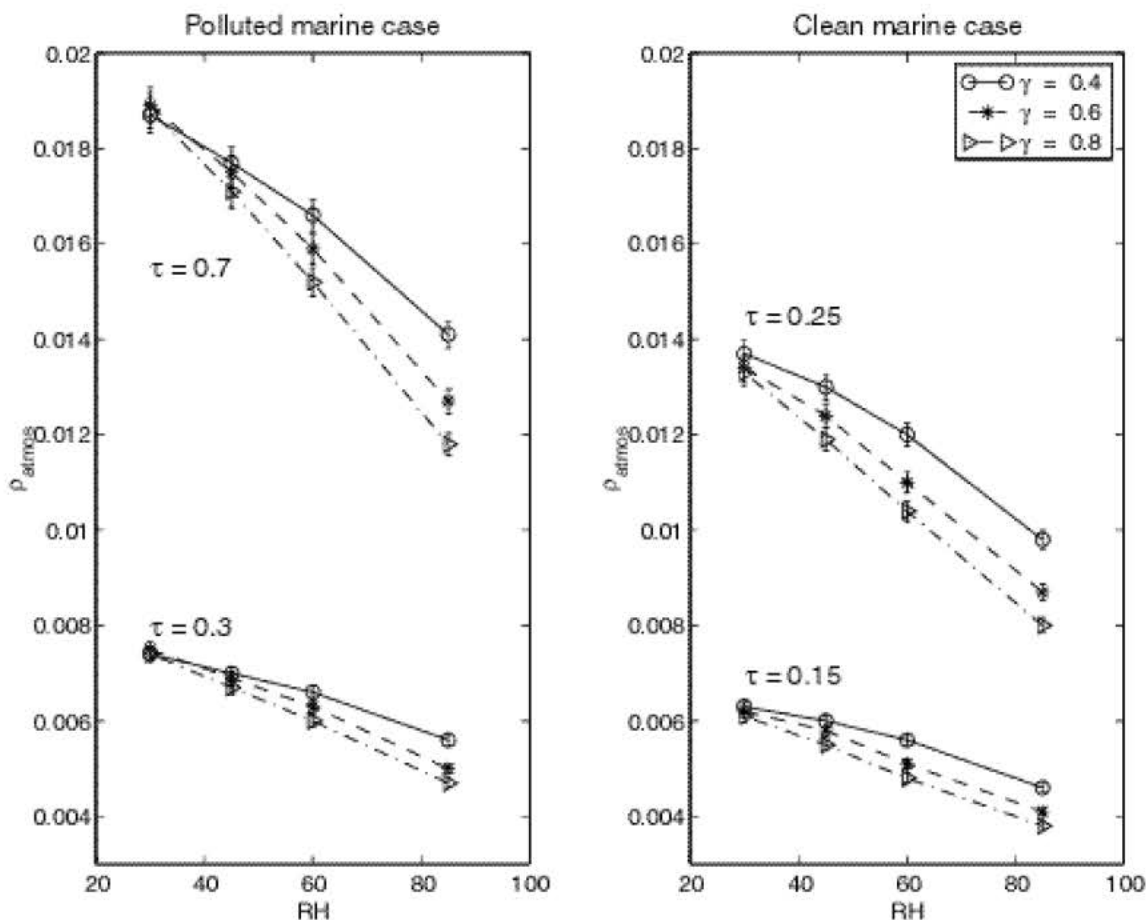 Polluted marine case
0.02
0.018
0.016
0.014
0.012
0.01
0.008
0.006
0.004
ρatmos
τ = 0.7
τ = 0.3
20 40 60 80 100
RH
Clean marine case
0.02
0.018
0.016
0.014
0.012
0.01
0.008
0.006
0.004
ρatmos
γ = 0.4
γ = 0.6
γ = 0.8
τ = 0.25
τ = 0.15
20 40 60 80 100
RH